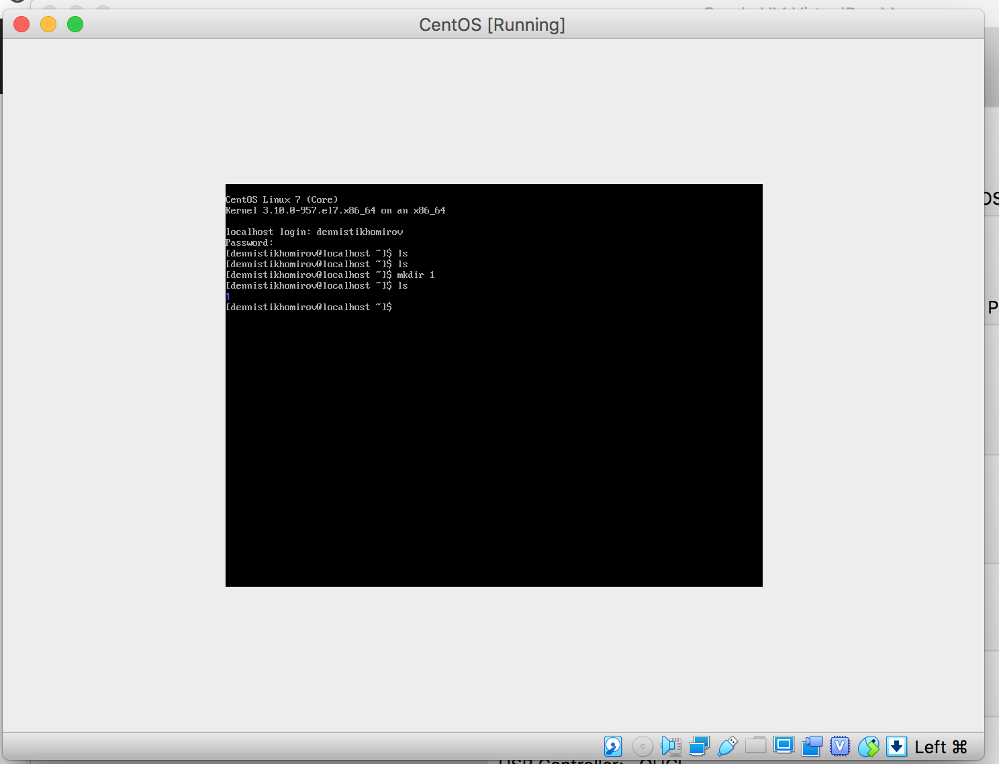 CentOS [Running]
OS
P
CentOS Linux 7 (Core)
Kernel 3.10.0-957.el7.x86_64 on an x86_64
localhost login: dennistikhomirov
Password:
[dennistikhomirov@localhost ~]$ ls
[dennistikhomirov@localhost ~]$ ls
[dennistikhomirov@localhost ~]$ mkdir 1
[dennistikhomirov@localhost ~]$ ls
1
[dennistikhomirov@localhost ~]$
V
Left ⌘